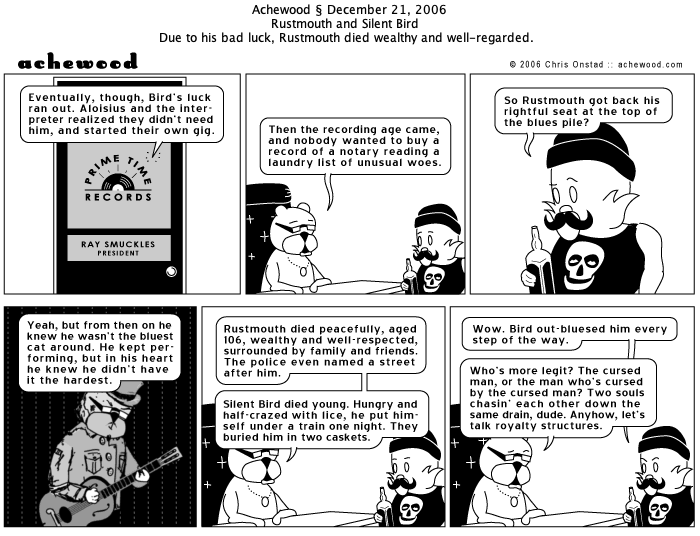 Achewood § December 21, 2006
Rustmouth and Silent Bird
Due to his bad luck, Rustmouth died wealthy and well-regarded.
achewood
© 2006 Chris Onstad :: achewood.com
Eventually, though, Bird's luck
ran out. Aloisius and the inter-
preter realized they didn't need
him, and started their own gig.
PRIME TIME
RECORDS
RAY SMUCKLES
PRESIDENT
Then the recording age came,
and nobody wanted to buy a
record of a notary reading a
laundry list of unusual woes.
So Rustmouth got back his
rightful seat at the top of
the blues pile?
Yeah, but from then on he
knew he wasn't the bluest
cat around. He kept per-
forming, but in his heart
he knew he didn't have
it the hardest.
Rustmouth died peacefully, aged
106, wealthy and well-respected,
surrounded by family and friends.
The police even named a street
after him.
Silent Bird died young. Hungry and
half-crazed with lice, he put him-
self under a train one night. They
buried him in two caskets.
Wow. Bird out-bluesed him every
step of the way.
Who's more legit? The cursed
man, or the man who's cursed
by the cursed man? Two souls
chasin' each other down the
same drain, dude. Anyhow, let's
talk royalty structures.